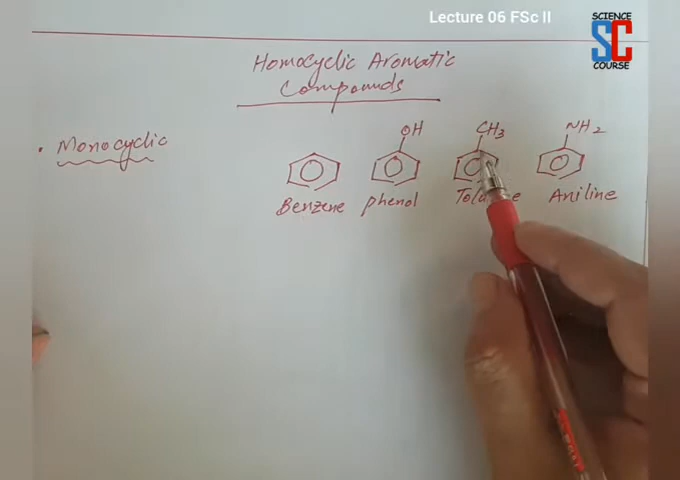 Lecture 06 FSc II
SCIENCE
SC
COURSE
Homocyclic Aromatic
Compounds
• Monocyclic
OH
CH3
NH2
Benzene
phenol
Aniline